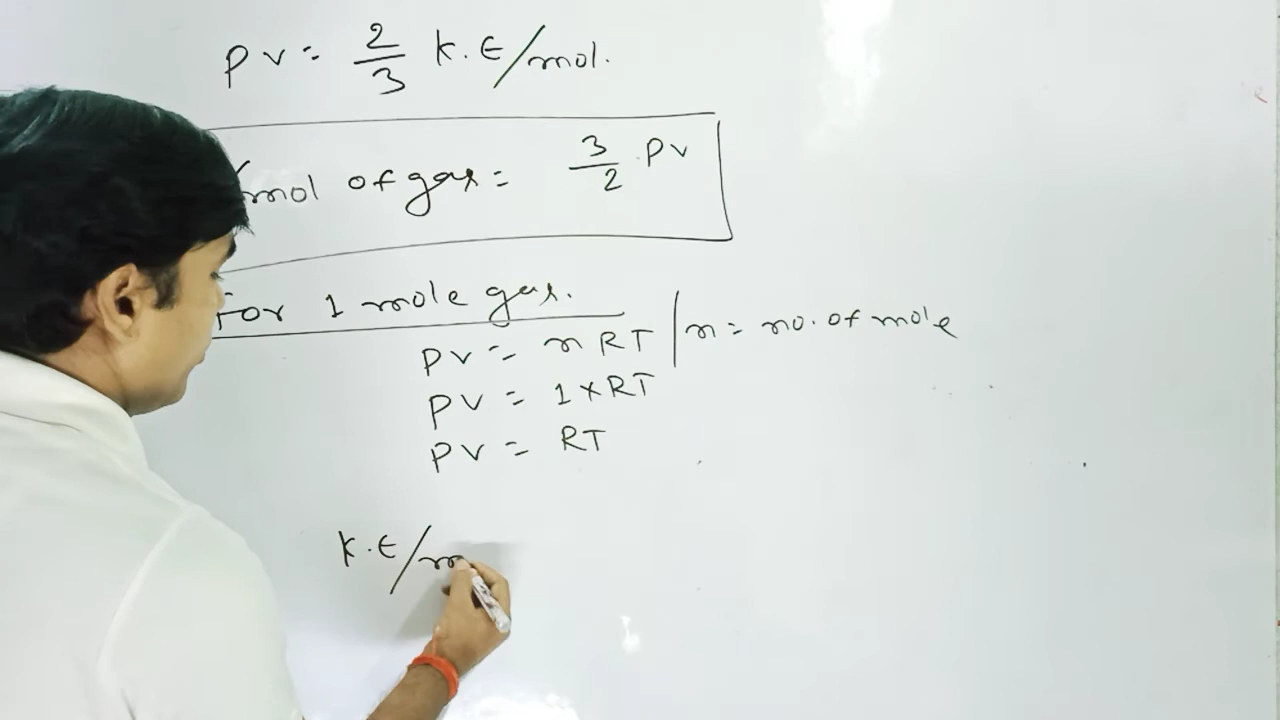 PV = 2/3 K.E/mol.
/mol of gas = 3/2 . PV
For 1 mole gas.
PV = n RT / n = no. of mole
PV = 1 × RT
PV = RT
K.E/m